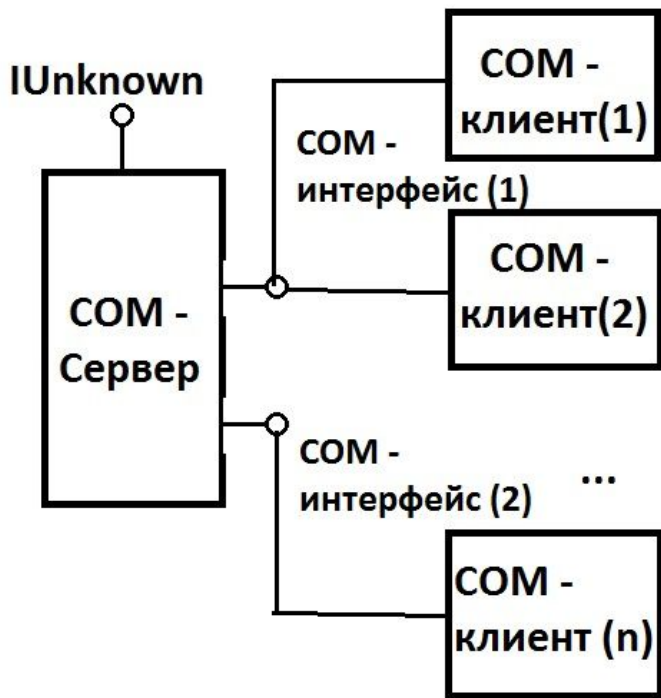 IUnknown
COM -
Сервер
COM -
интерфейс (1)
COM -
интерфейс (2)
COM -
клиент(1)
COM -
клиент(2)
...
COM -
клиент (n)